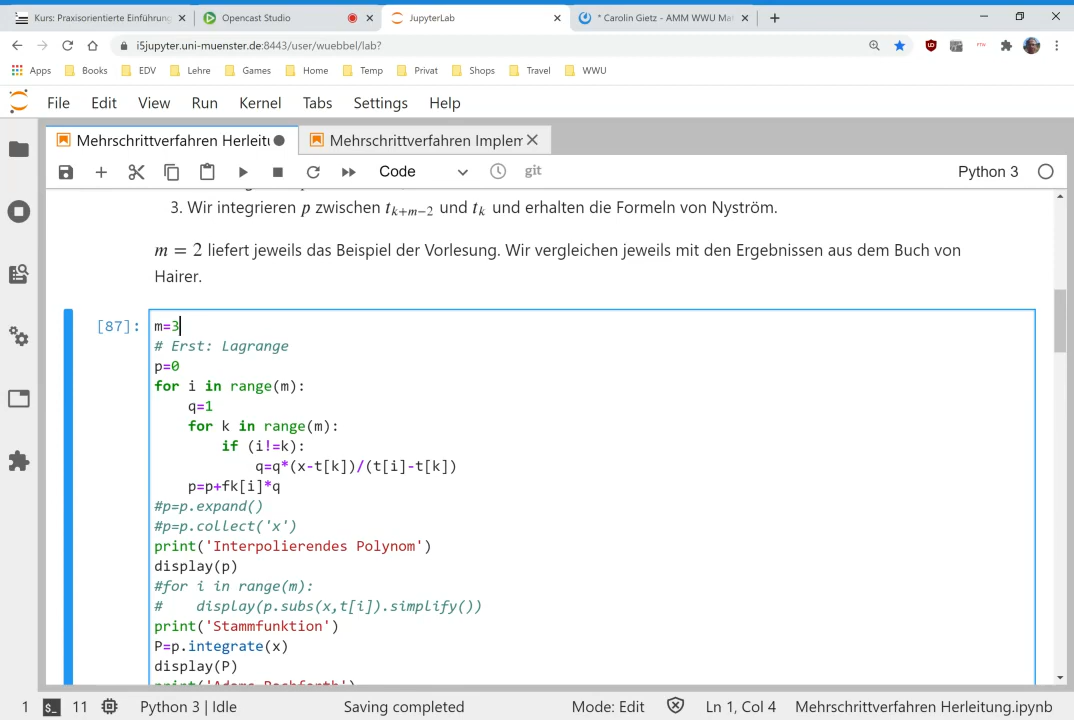 Kurs: Praxisorientierte Einführung
Opencast Studio
JupyterLab
* Carolin Gietz - AMM WWU Ma
i5jupyter.uni-muenster.de:8443/user/wuebbel/lab?
Apps Books EDV Lehre Games Home Temp Privat Shops Travel WWU
File Edit View Run Kernel Tabs Settings Help
Mehrschrittverfahren Herleitu
Mehrschrittverfahren Implem
Code git Python 3
3. Wir integrieren p zwischen t_{k+m-2} und t_k und erhalten die Formeln von Nyström.
m = 2 liefert jeweils das Beispiel der Vorlesung. Wir vergleichen jeweils mit den Ergebnissen aus dem Buch von
Hairer.
[87]: m=3
# Erst: Lagrange
p=0
for i in range(m):
    q=1
    for k in range(m):
        if (i!=k):
            q=q*(x-t[k])/(t[i]-t[k])
    p=p+fk[i]*q
#p=p.expand()
#p=p.collect('x')
print('Interpolierendes Polynom')
display(p)
#for i in range(m):
#    display(p.subs(x,t[i]).simplify())
print('Stammfunktion')
P=p.integrate(x)
display(P)
print('Adams Bashforth')
1 11 Python 3 | Idle Saving completed Mode: Edit Ln 1, Col 4 Mehrschrittverfahren Herleitung.ipynb